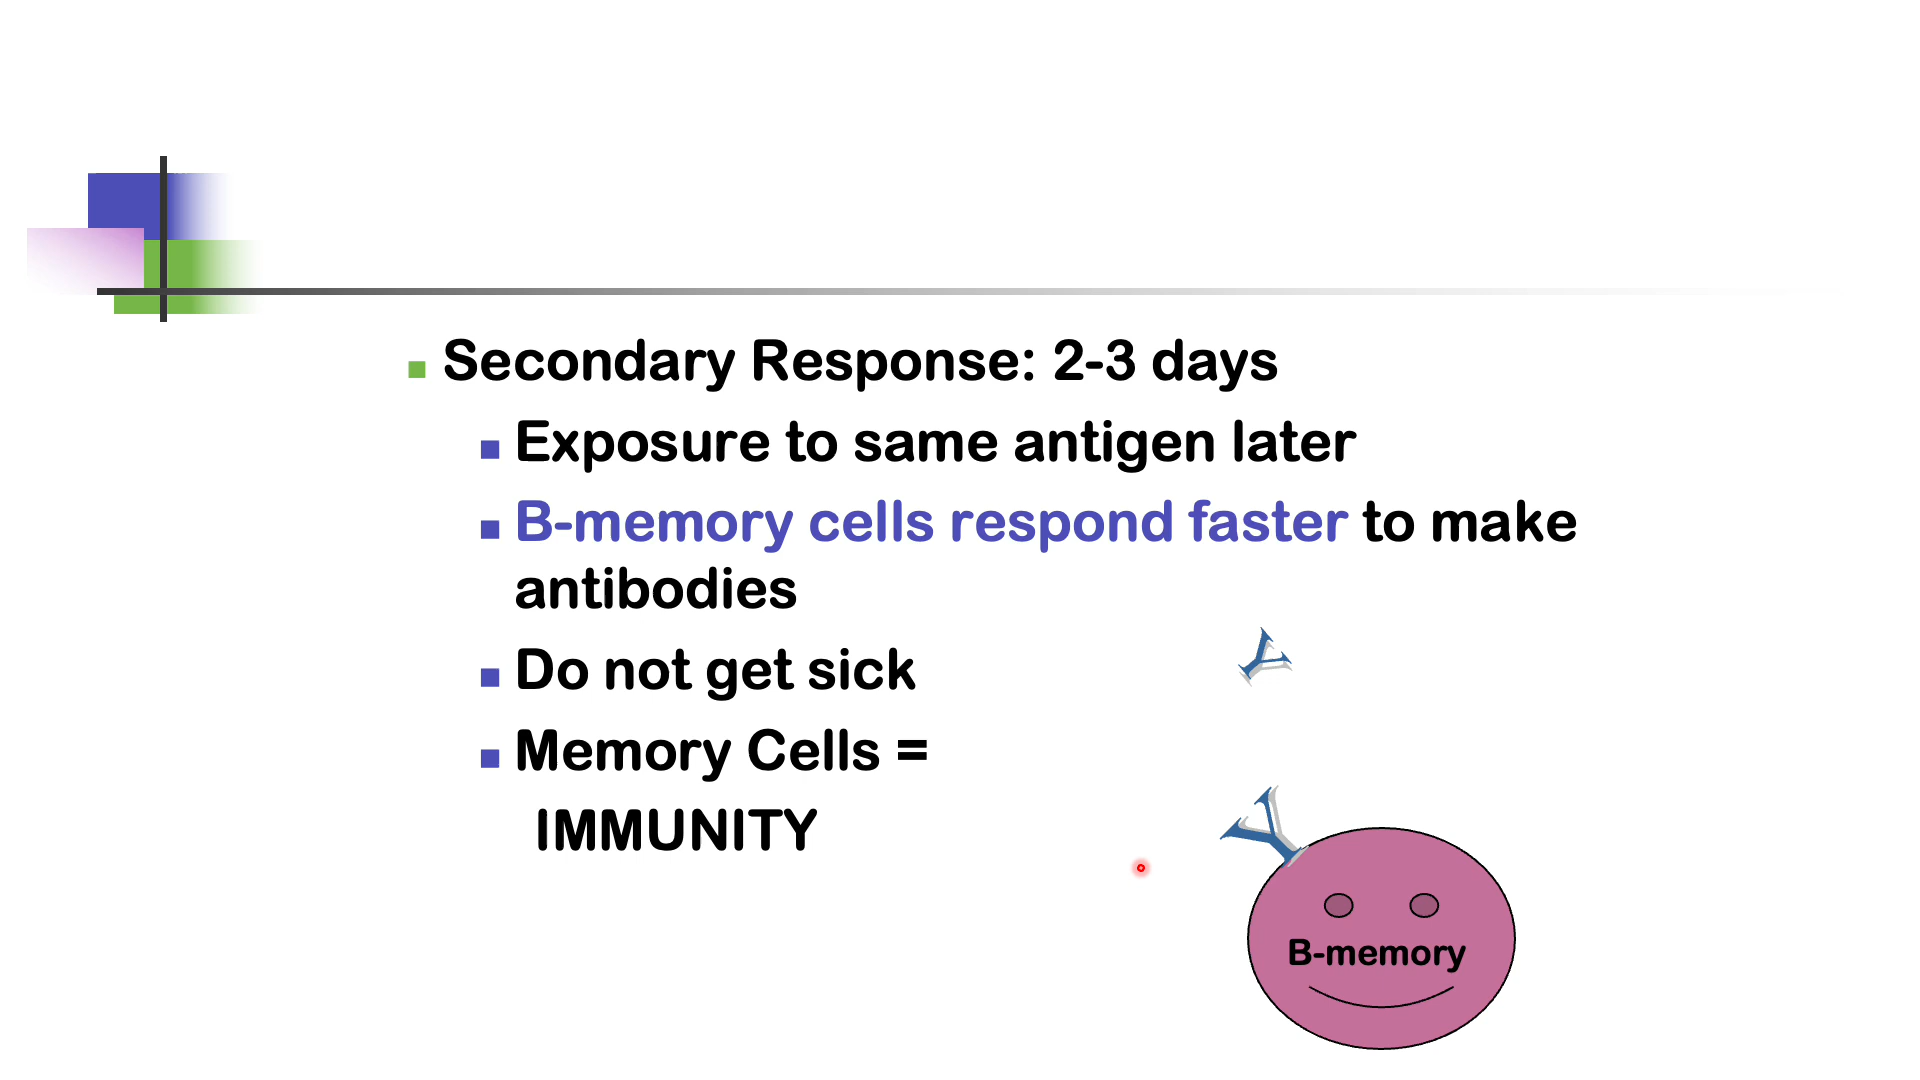 Secondary Response: 2-3 days
Exposure to same antigen later
B-memory cells respond faster to make
antibodies
Do not get sick
Memory Cells =
IMMUNITY
B-memory